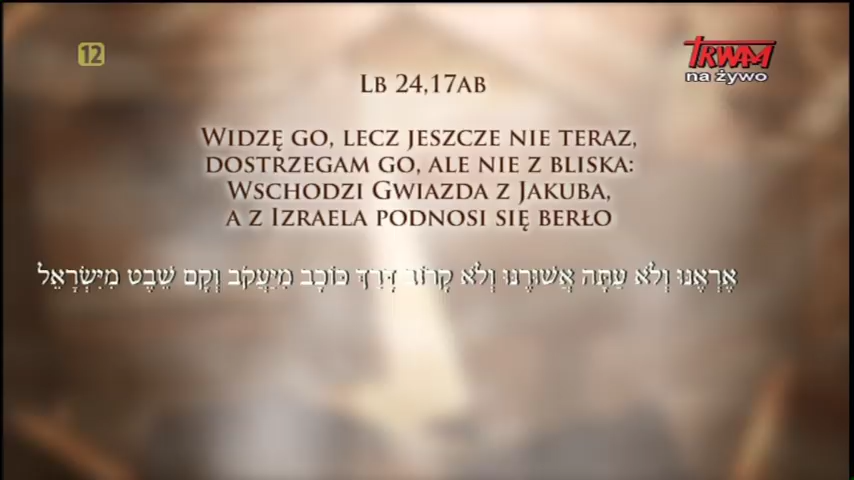 12
TRWAM
na żywo
Lb 24,17ab
Widzę go, lecz jeszcze nie teraz,
dostrzegam go, ale nie z bliska:
Wschodzi Gwiazda z Jakuba,
a z Izraela podnosi się berło
אֶרְאֶנּוּ וְלֹא עַתָּה אֲשׁוּרֶנּוּ וְלֹא קָרוֹב דָּרַךְ כּוֹכָב מִיַּעֲקֹב וְקָם שֵׁבֶט מִיִּשְׂרָאֵל